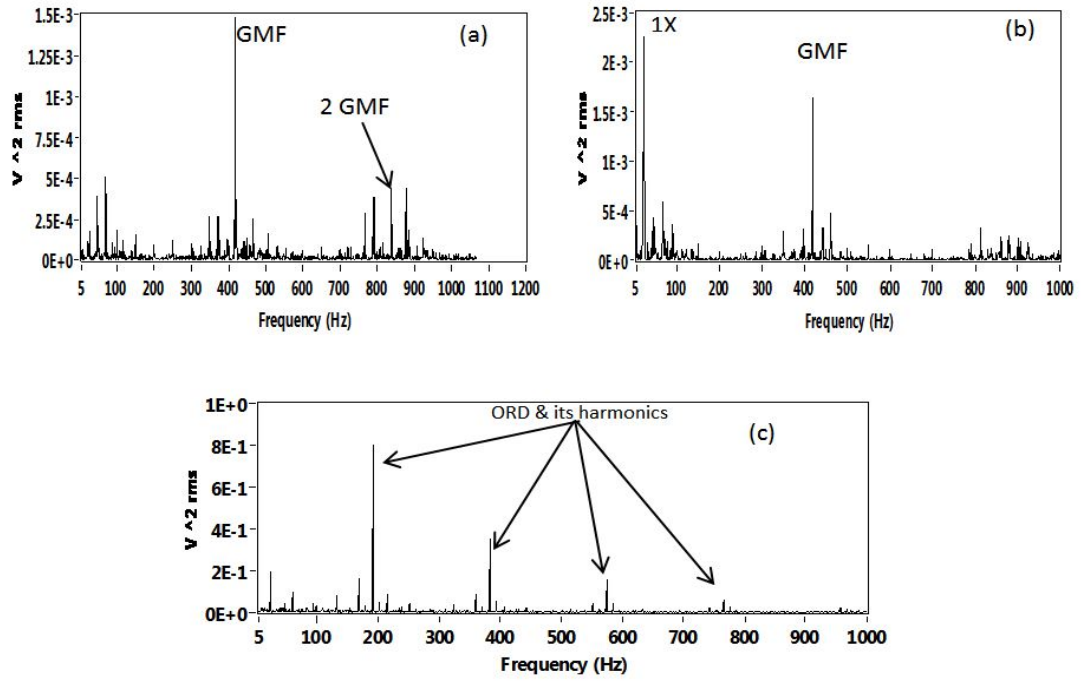 1.5E-3
1.25E-3
1E-3
7.5E-4
5E-4
2.5E-4
0E+0
V ^2 rms
GMF
2 GMF
(a)
5 100 200 300 400 500 600 700 800 900 1000 1100 1200
Frequency (Hz)
2.5E-3
2E-3
1.5E-3
1E-3
5E-4
0E+0
V ^2 rms
1X
GMF
(b)
5 100 200 300 400 500 600 700 800 900 1000
Frequency (Hz)
1E+0
8E-1
6E-1
4E-1
2E-1
0E+0
V ^2 rms
ORD & its harmonics
(c)
5 100 200 300 400 500 600 700 800 900 1000
Frequency (Hz)